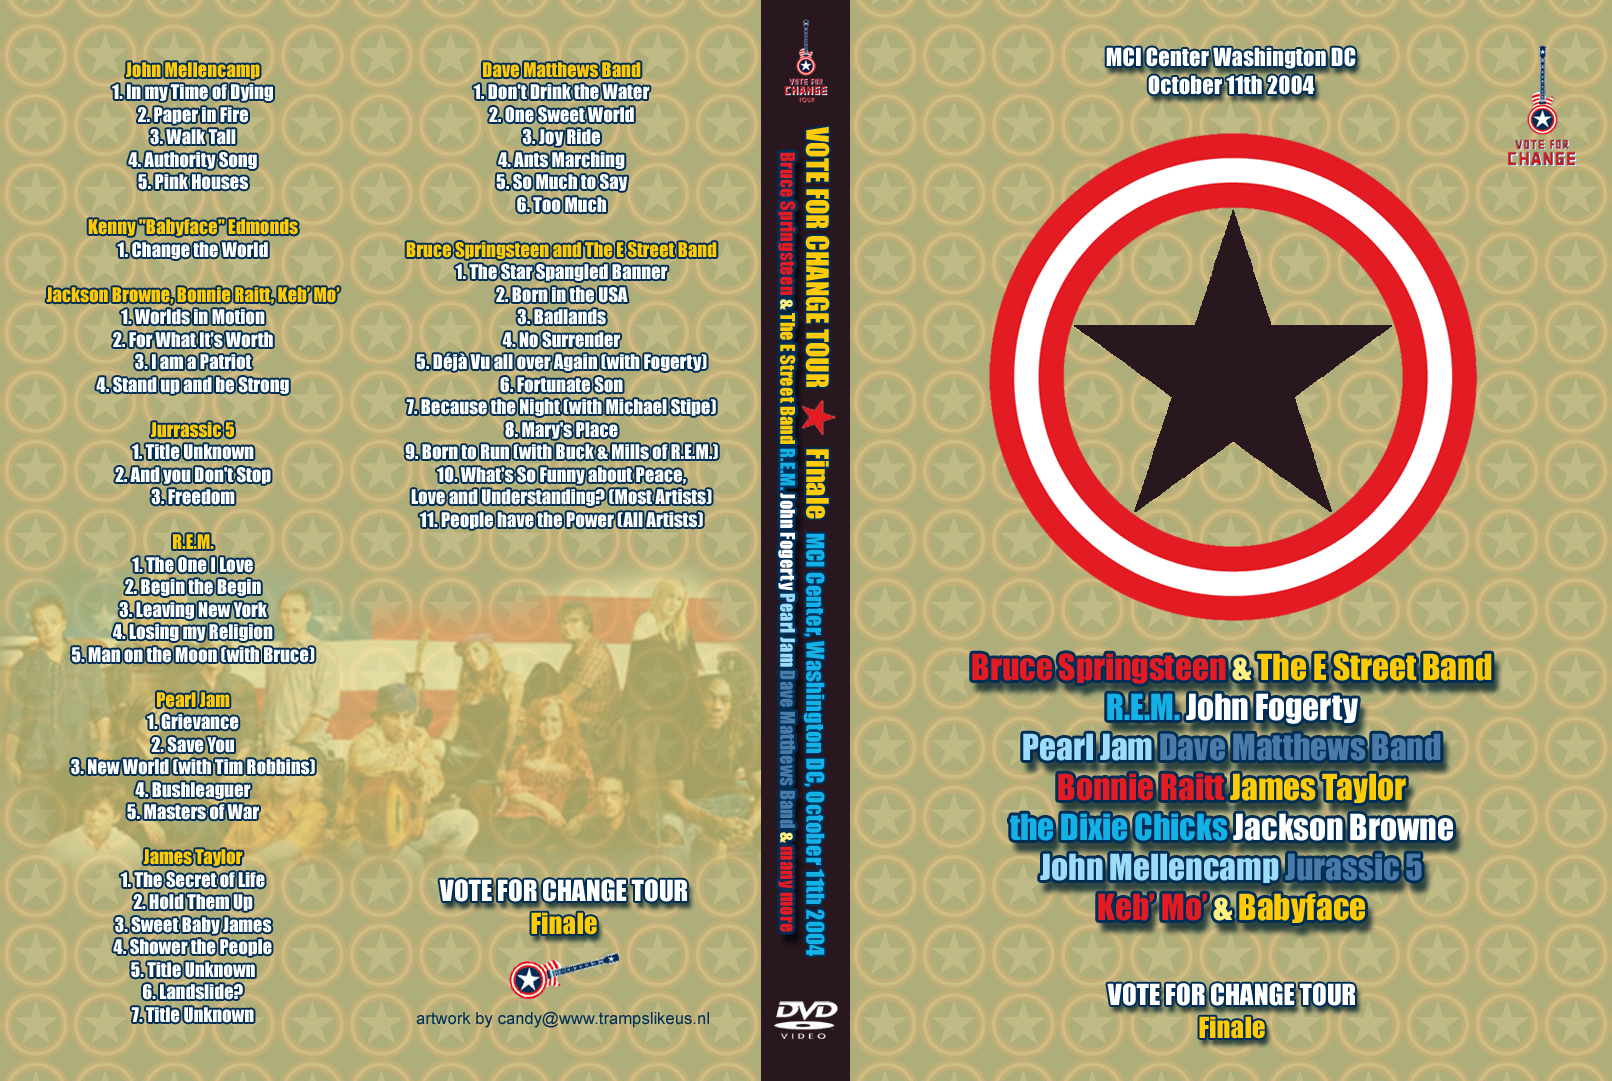 John Mellencamp
1. In my Time of Dying
2. Paper in Fire
3. Walk Tall
4. Authority Song
5. Pink Houses
Kenny "Babyface" Edmonds
1. Change the World
Jackson Browne, Bonnie Raitt, Keb' Mo'
1. Worlds in Motion
2. For What It's Worth
3. I am a Patriot
4. Stand up and be Strong
Jurrassic 5
1. Title Unknown
2. And you Don't Stop
3. Freedom
R.E.M.
1. The One I Love
2. Begin the Begin
3. Leaving New York
4. Losing my Religion
5. Man on the Moon (with Bruce)
Pearl Jam
1. Grievance
2. Save You
3. New World (with Tim Robbins)
4. Bushleaguer
5. Masters of War
James Taylor
1. The Secret of Life
2. Hold Them Up
3. Sweet Baby James
4. Shower the People
5. Title Unknown
6. Landslide?
7. Title Unknown
Dave Matthews Band
1. Don't Drink the Water
2. One Sweet World
3. Joy Ride
4. Ants Marching
5. So Much to Say
6. Too Much
Bruce Springsteen and The E Street Band
1. The Star Spangled Banner
2. Born in the USA
3. Badlands
4. No Surrender
5. Déjà Vu all over Again (with Fogerty)
6. Fortunate Son
7. Because the Night (with Michael Stipe)
8. Mary's Place
9. Born to Run (with Buck & Mills of R.E.M.)
10. What's So Funny about Peace,
Love and Understanding? (Most Artists)
11. People have the Power (All Artists)
VOTE FOR CHANGE TOUR
Finale
artwork by candy@www.trampslikeus.nl
VOTE FOR
CHANGE
TOUR
VOTE FOR CHANGE TOUR Finale MCI Center, Washington DC, October 11th 2004
Bruce Springsteen & The E Street Band R.E.M. John Fogerty Pearl Jam Dave Matthews Band & many more
DVD
VIDEO
MCI Center Washington DC
October 11th 2004
VOTE FOR
CHANGE
Bruce Springsteen & The E Street Band
R.E.M. John Fogerty
Pearl Jam Dave Matthews Band
Bonnie Raitt James Taylor
the Dixie Chicks Jackson Browne
John Mellencamp Jurassic 5
Keb' Mo' & Babyface
VOTE FOR CHANGE TOUR
Finale